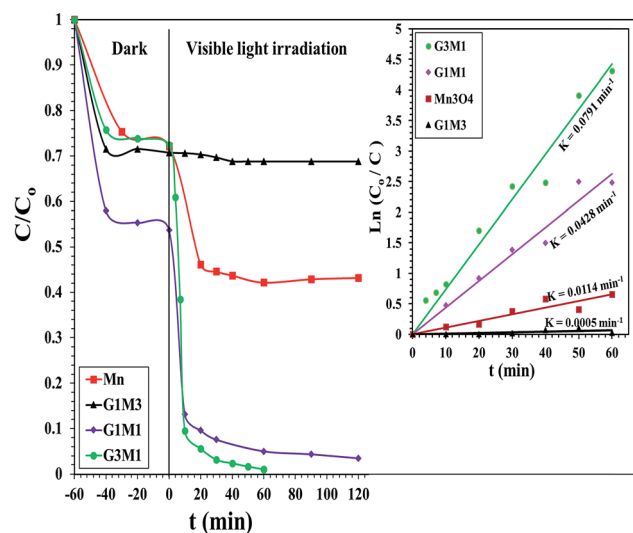 Dark
Visible light irradiation
C/Co
1
0.9
0.8
0.7
0.6
0.5
0.4
0.3
0.2
0.1
0
-60 -40 -20 0 20 40 60 80 100 120
t (min)
Mn
G1M3
G1M1
G3M1
Ln (Co / C)
5
4.5
4
3.5
3
2.5
2
1.5
1
0.5
0
0 10 20 30 40 50 60
t (min)
G3M1
G1M1
Mn3O4
G1M3
K = 0.0791 min-1
K = 0.0428 min-1
K = 0.0114 min-1
K = 0.0005 min-1